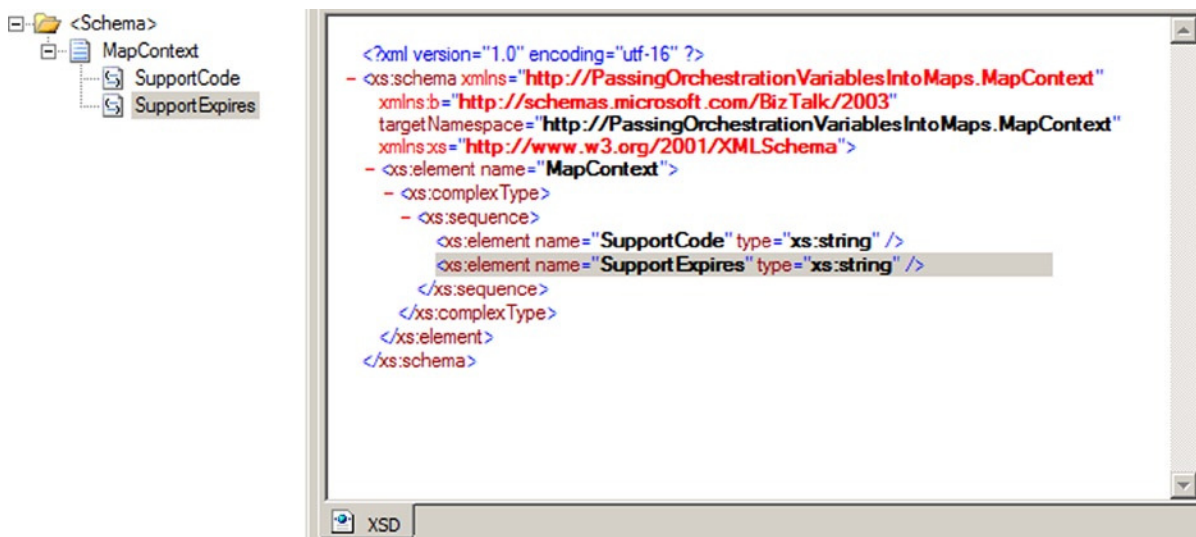 <Schema>
MapContext
SupportCode
SupportExpires
<?xml version="1.0" encoding="utf-16" ?>
- <xs:schema xmlns="http://PassingOrchestrationVariablesIntoMaps.MapContext"
xmlns:b="http://schemas.microsoft.com/BizTalk/2003"
targetNamespace="http://PassingOrchestrationVariablesIntoMaps.MapContext"
xmlns:xs="http://www.w3.org/2001/XMLSchema">
- <xs:element name="MapContext">
- <xs:complexType>
- <xs:sequence>
<xs:element name="SupportCode" type="xs:string" />
<xs:element name="SupportExpires" type="xs:string" />
</xs:sequence>
</xs:complexType>
</xs:element>
</xs:schema>
XSD